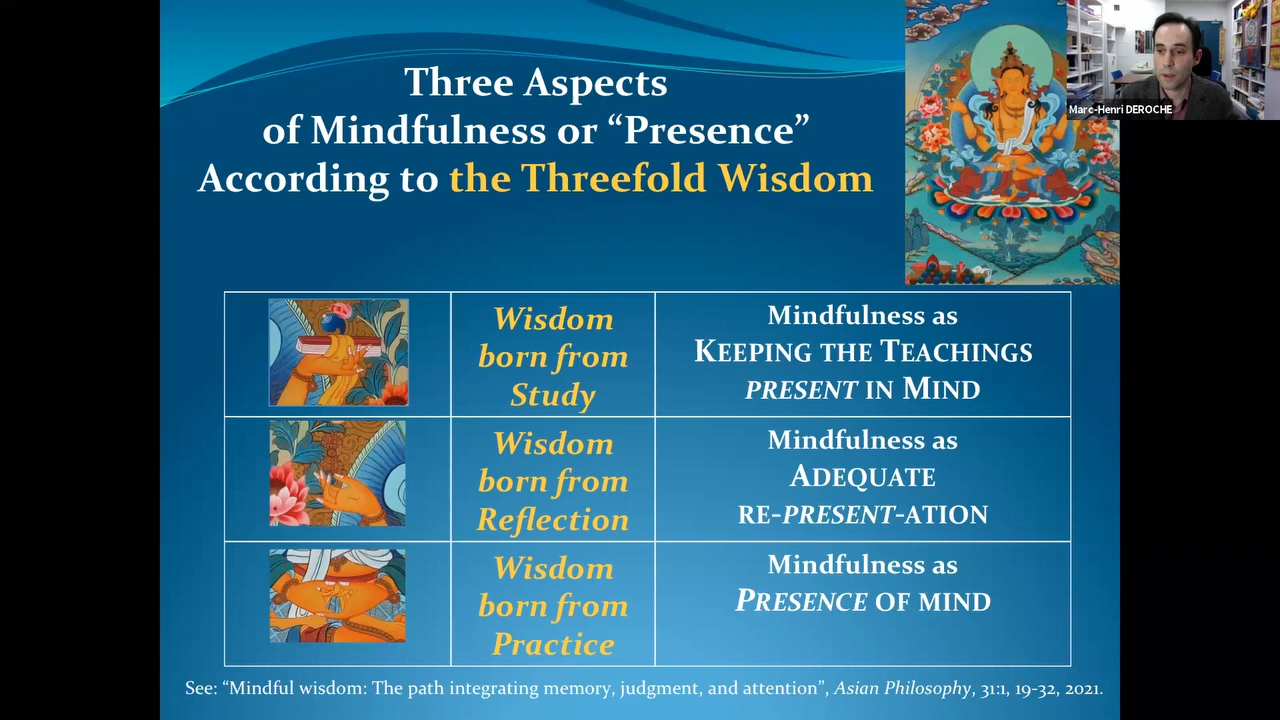 Three Aspects
of Mindfulness or “Presence”
According to the Threefold Wisdom
Marc-Henri DEROCHE
Wisdom
born from
Study
Mindfulness as
KEEPING THE TEACHINGS
PRESENT IN MIND
Wisdom
born from
Reflection
Mindfulness as
ADEQUATE
RE-PRESENT-ATION
Wisdom
born from
Practice
Mindfulness as
PRESENCE OF MIND
See: “Mindful wisdom: The path integrating memory, judgment, and attention”, Asian Philosophy, 31:1, 19-32, 2021.